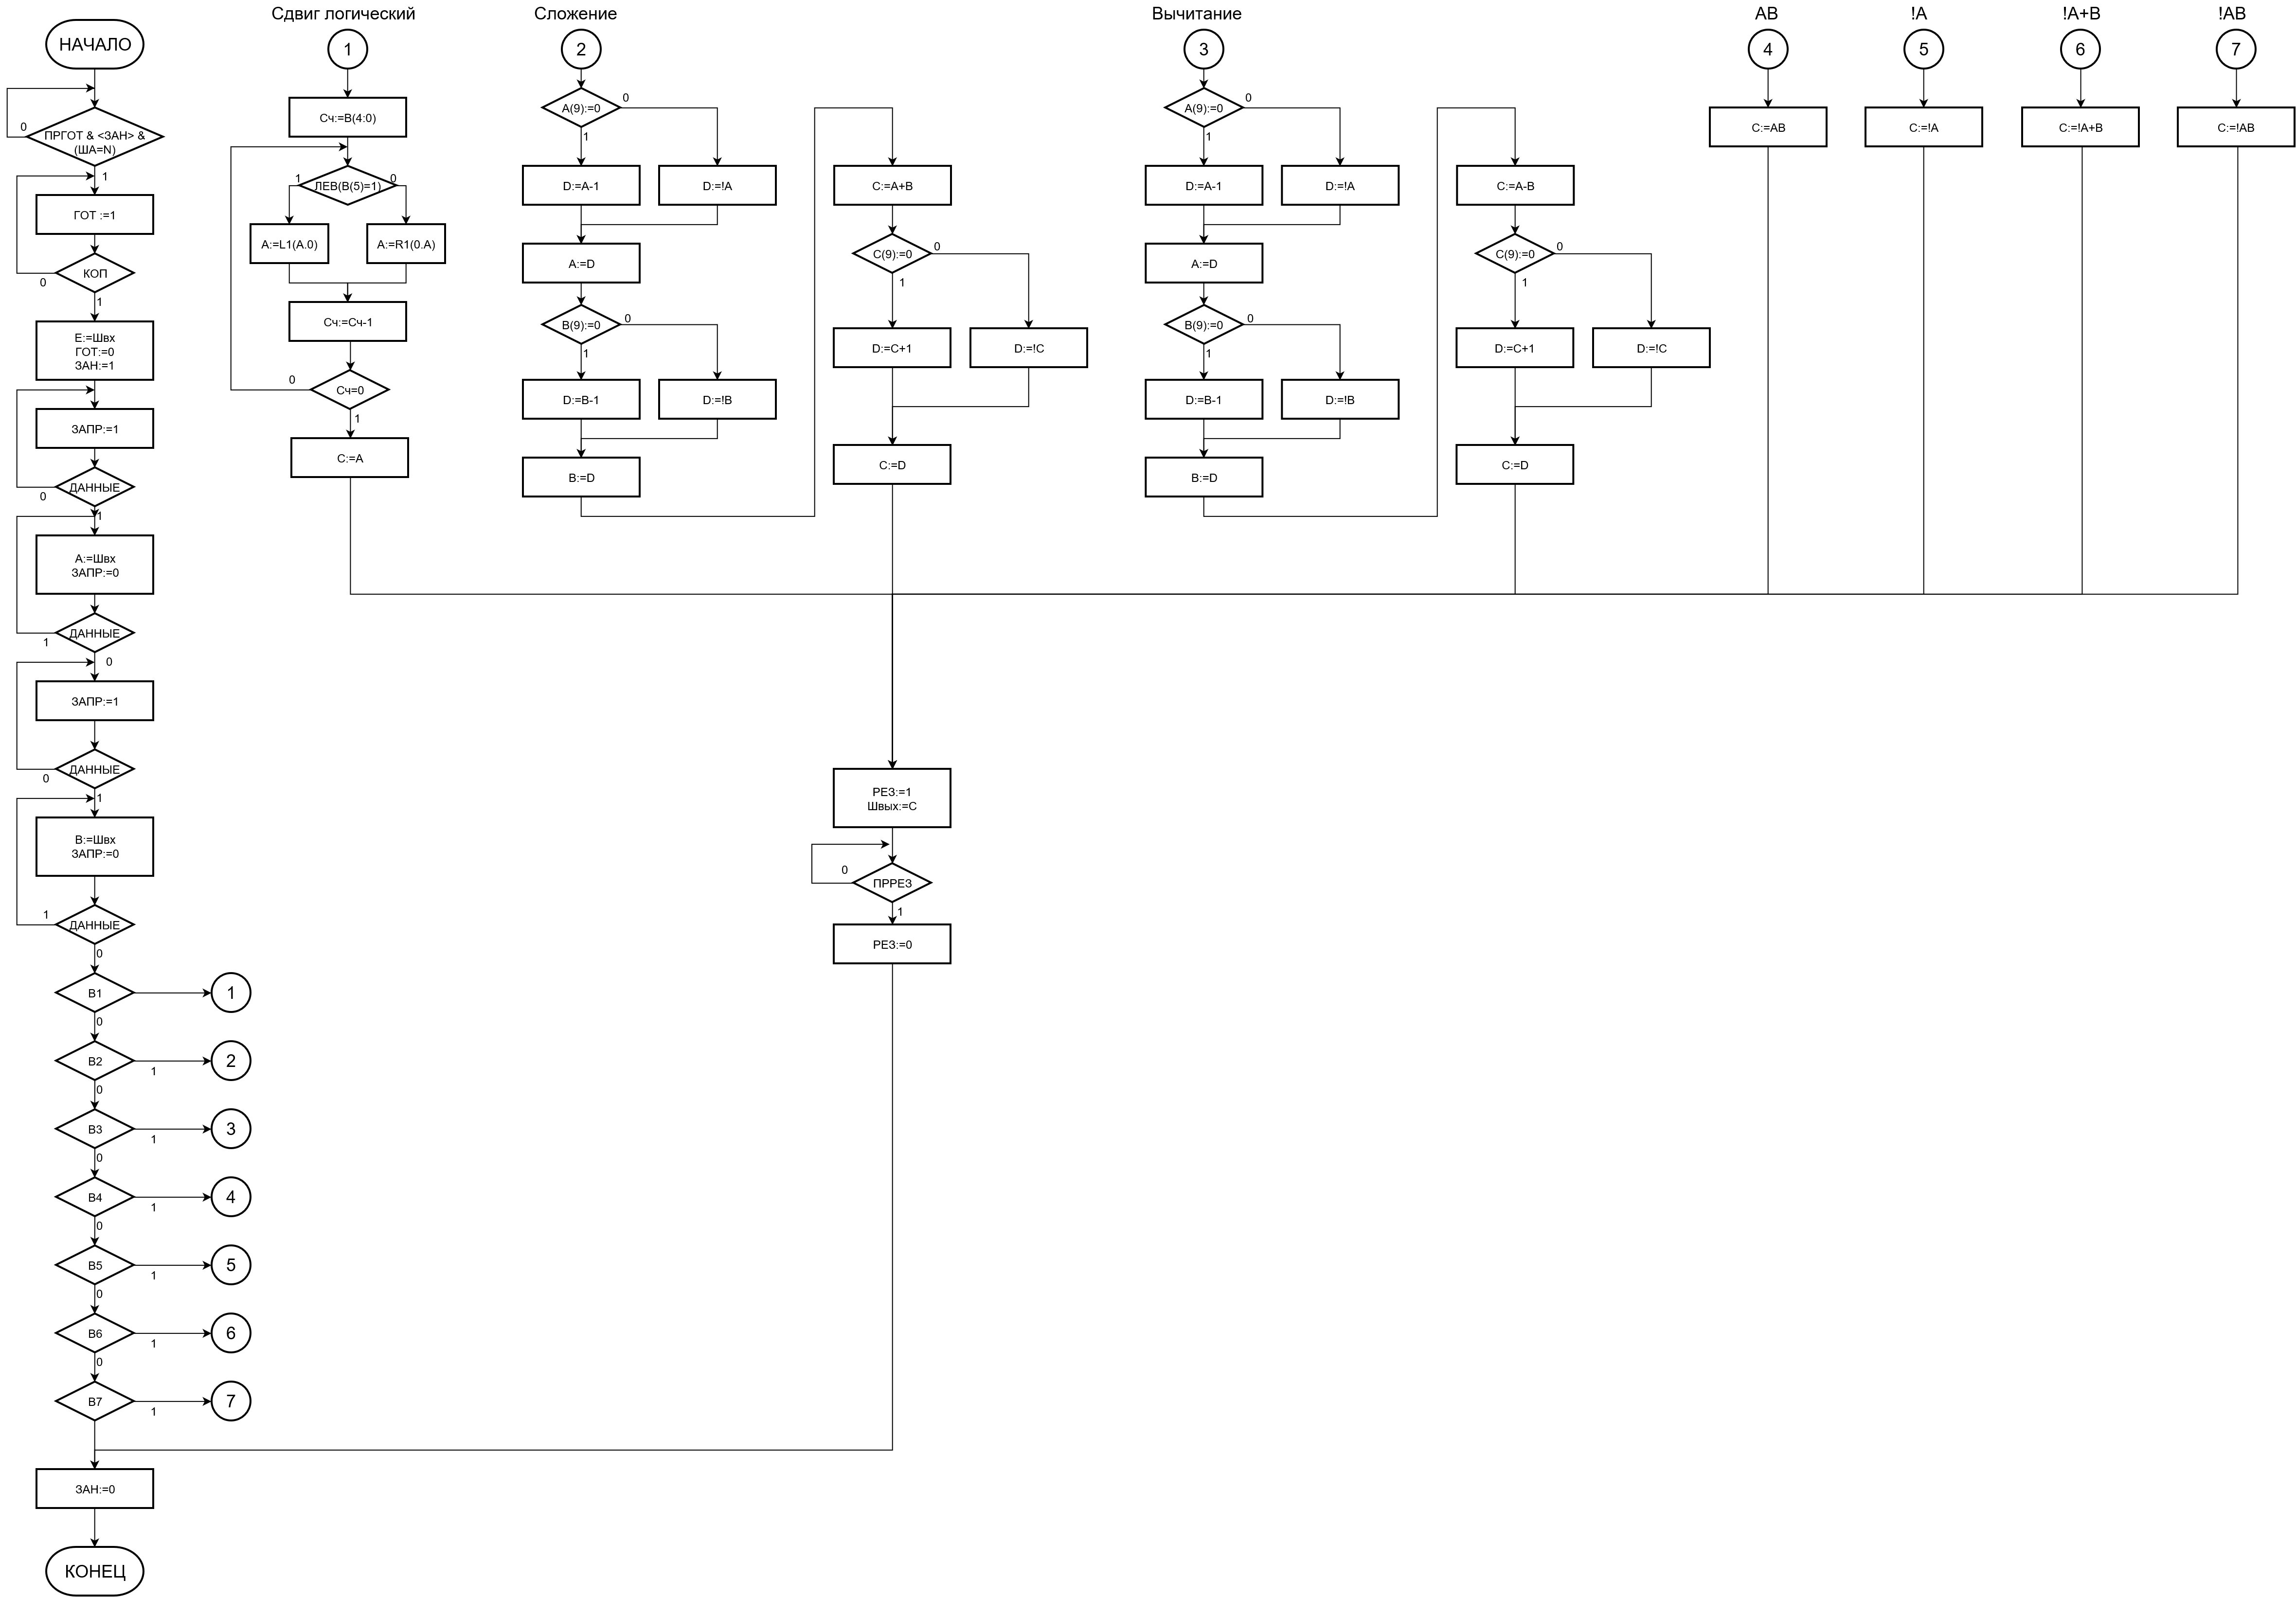 НАЧАЛО
0
ПРГОТ & <ЗАН> &
(ША=N)
1
ГОТ :=1
КОП
0
1
Е:=Швх
ГОТ:=0
ЗАН:=1
ЗАПР:=1
ДАННЫЕ
0
1
А:=Швх
ЗАПР:=0
ДАННЫЕ
1
0
ЗАПР:=1
ДАННЫЕ
0
1
В:=Швх
ЗАПР:=0
1
ДАННЫЕ
0
В1
1
0
В2
1
2
0
В3
1
3
0
В4
1
4
0
В5
1
5
0
В6
1
6
0
В7
1
7
ЗАН:=0
КОНЕЦ
Сдвиг логический
1
Сч:=В(4:0)
1
ЛЕВ(В(5)=1)
0
А:=L1(А.0)
А:=R1(0.А)
Сч:=Сч-1
0
Сч=0
1
С:=А
Сложение
2
А(9):=0
0
1
D:=А-1
D:=!А
А:=D
В(9):=0
0
1
D:=В-1
D:=!В
В:=D
С:=А+В
С(9):=0
0
1
D:=С+1
D:=!С
С:=D
РЕЗ:=1
Швых:=С
0
ПРРЕЗ
1
РЕЗ:=0
Вычитание
3
А(9):=0
0
1
D:=А-1
D:=!А
А:=D
В(9):=0
0
1
D:=В-1
D:=!В
В:=D
С:=А-В
С(9):=0
0
1
D:=С+1
D:=!С
С:=D
АВ
4
С:=АВ
!А
5
С:=!А
!А+В
6
С:=!А+В
!АВ
7
С:=!АВ